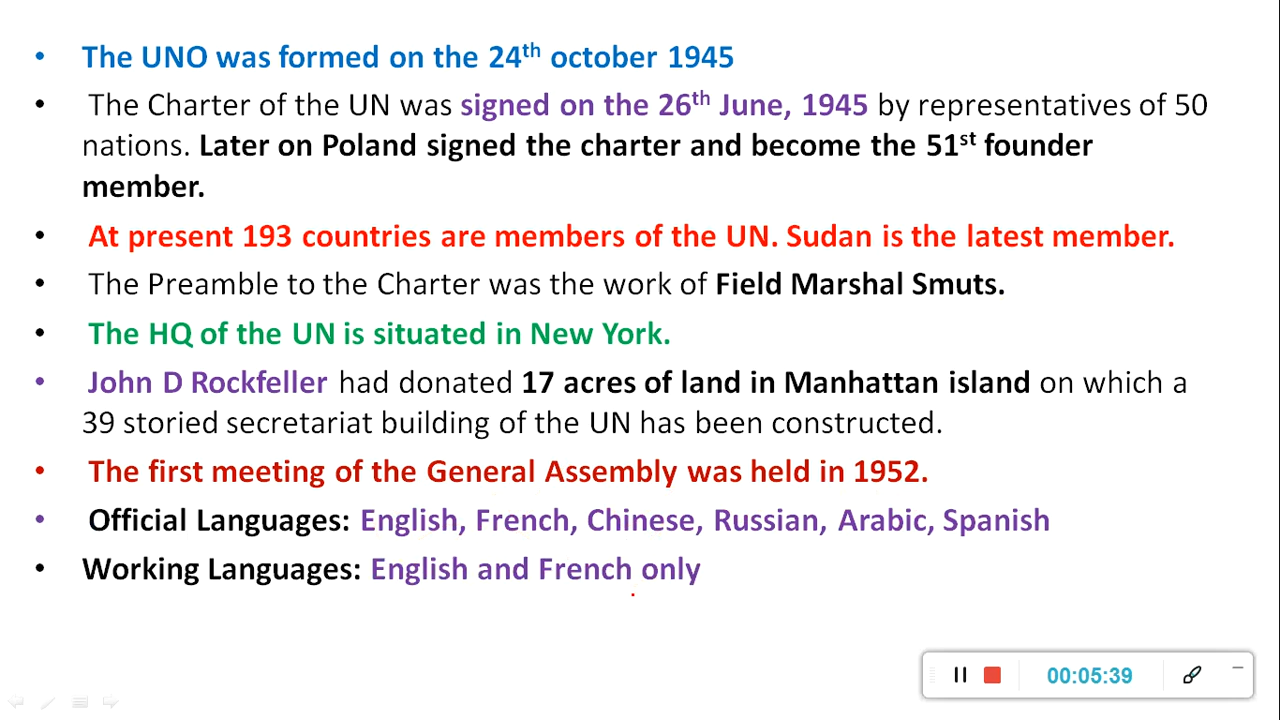 • The UNO was formed on the 24th october 1945
• The Charter of the UN was signed on the 26th June, 1945 by representatives of 50
nations. Later on Poland signed the charter and become the 51st founder
member.
• At present 193 countries are members of the UN. Sudan is the latest member.
• The Preamble to the Charter was the work of Field Marshal Smuts.
• The HQ of the UN is situated in New York.
• John D Rockfeller had donated 17 acres of land in Manhattan island on which a
39 storied secretariat building of the UN has been constructed.
• The first meeting of the General Assembly was held in 1952.
• Official Languages: English, French, Chinese, Russian, Arabic, Spanish
• Working Languages: English and French only
00:05:39